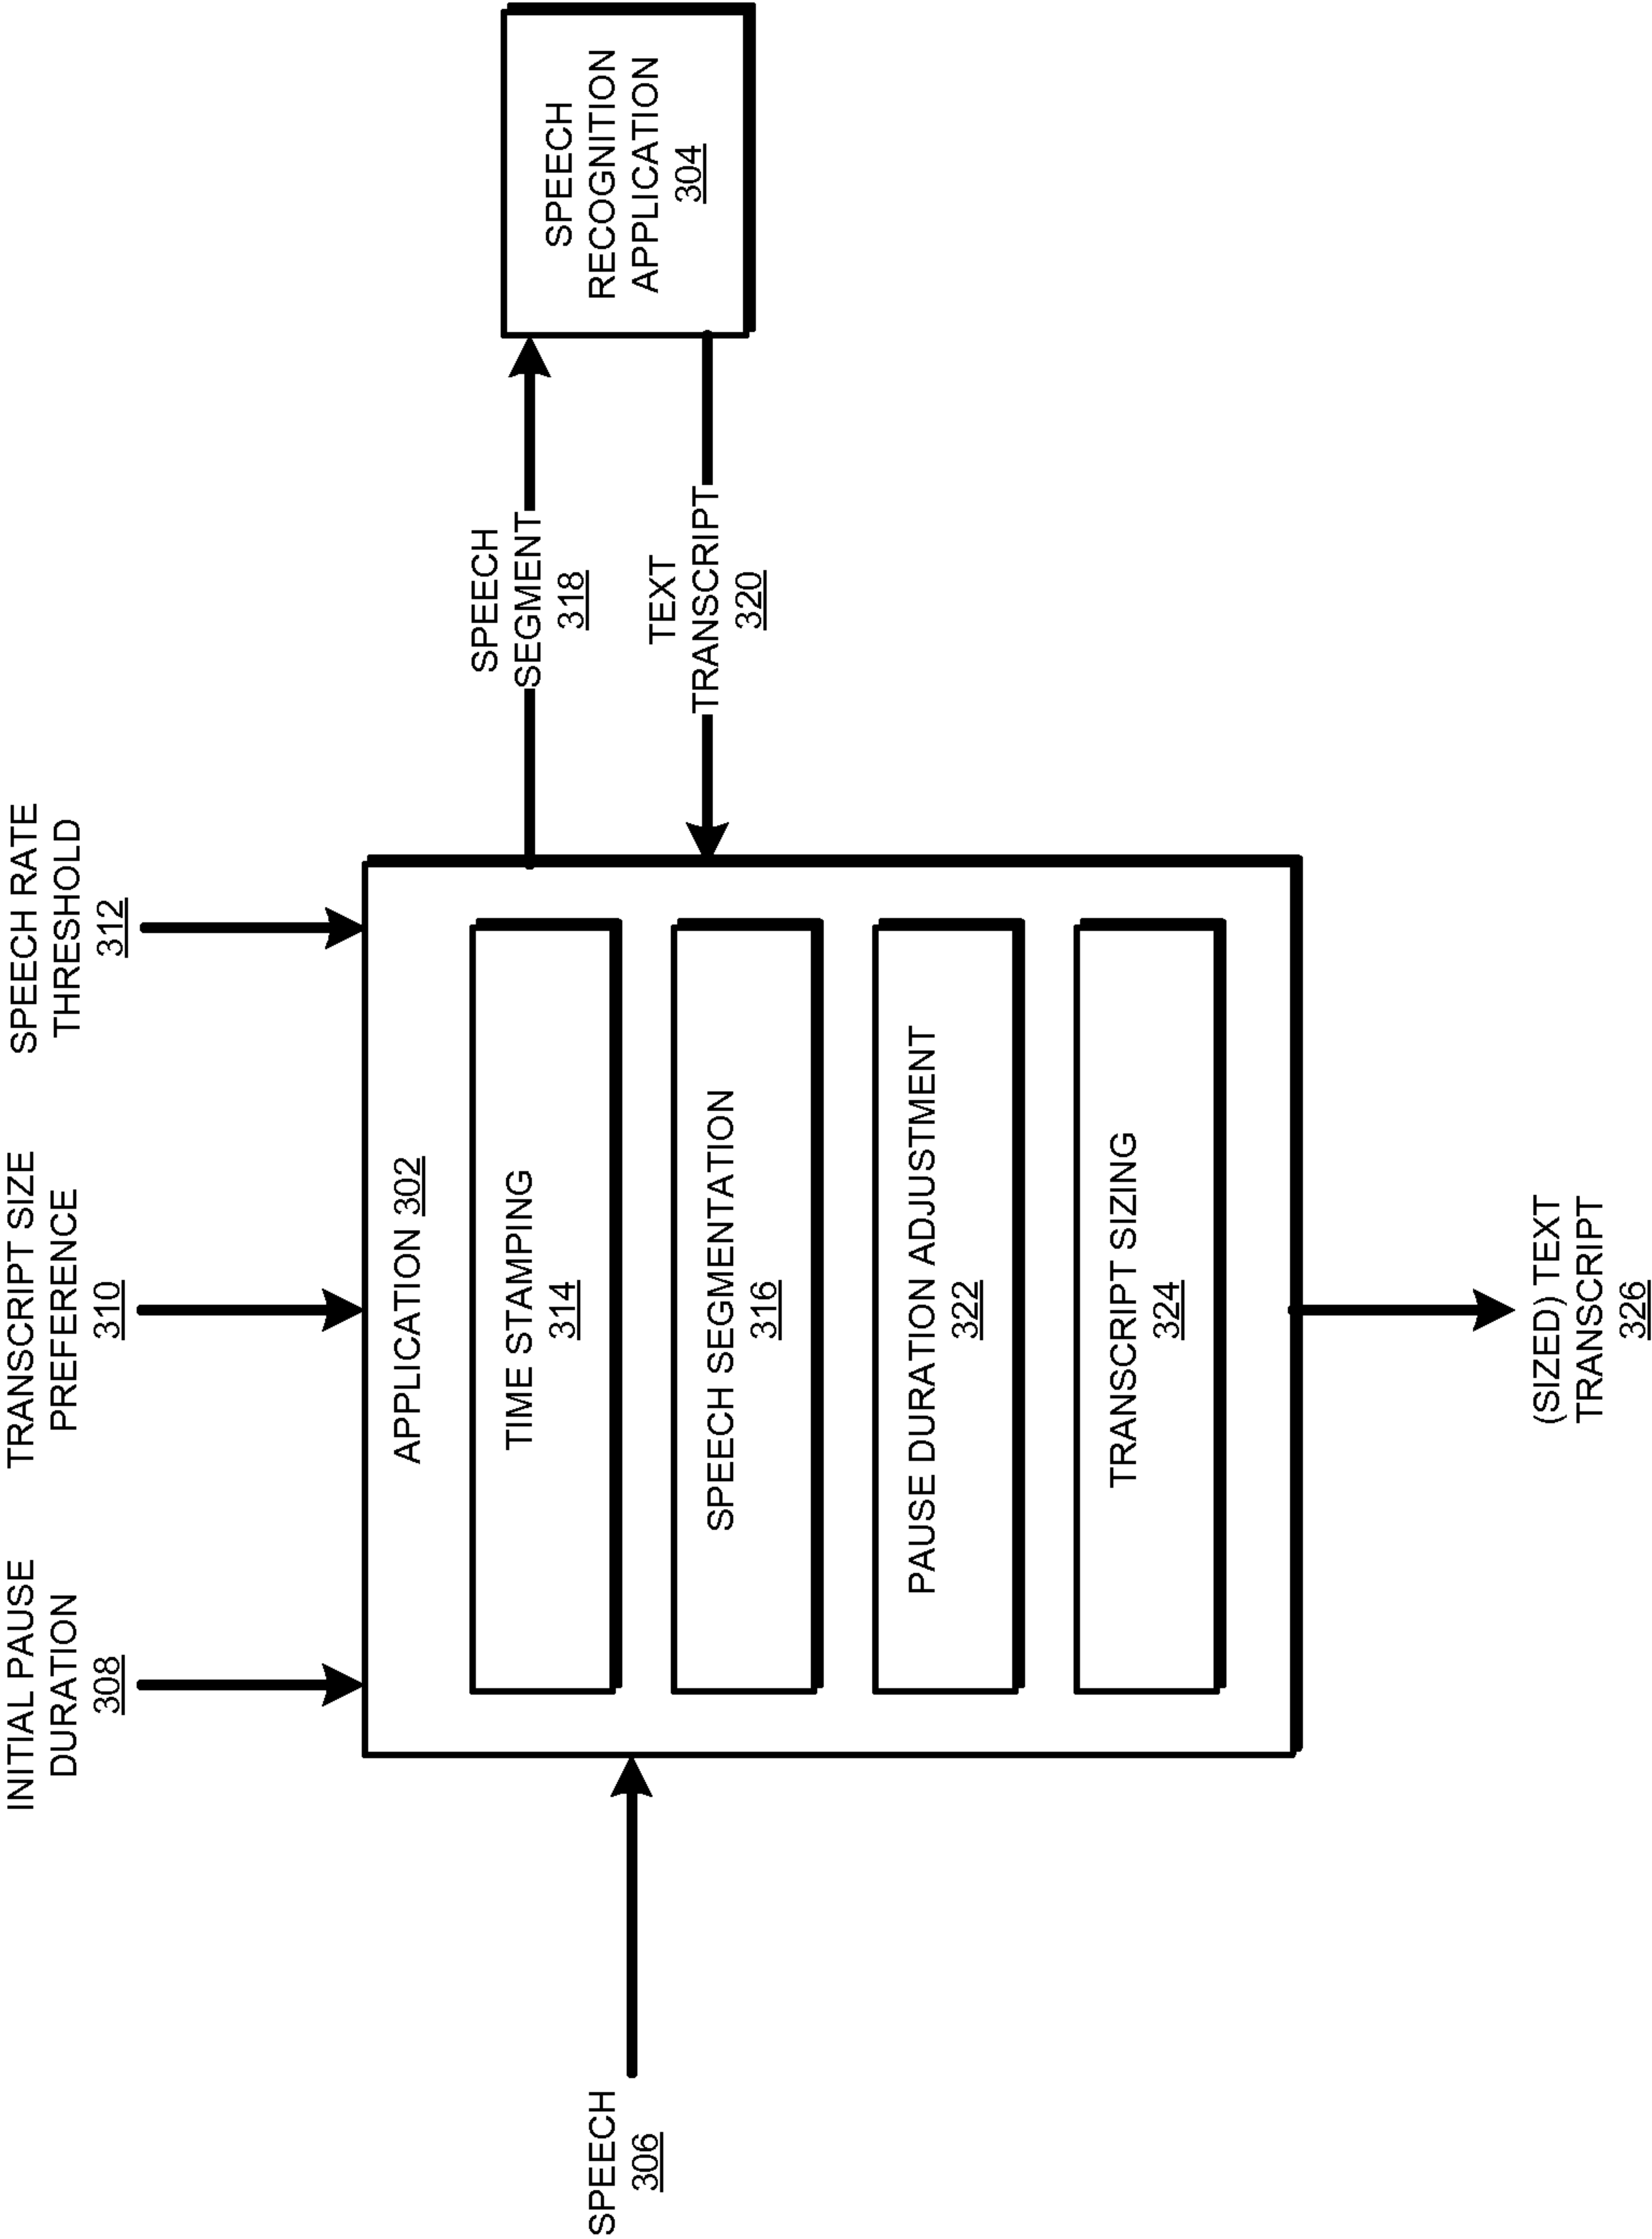 INITIAL PAUSE
DURATION
308
TRANSCRIPT SIZE
PREFERENCE
310
SPEECH RATE
THRESHOLD
312
SPEECH
306
APPLICATION 302
TIME STAMPING
314
SPEECH SEGMENTATION
316
PAUSE DURATION ADJUSTMENT
322
TRANSCRIPT SIZING
324
SPEECH
SEGMENT
318
TEXT
TRANSCRIPT
320
SPEECH
RECOGNITION
APPLICATION
304
(SIZED) TEXT
TRANSCRIPT
326